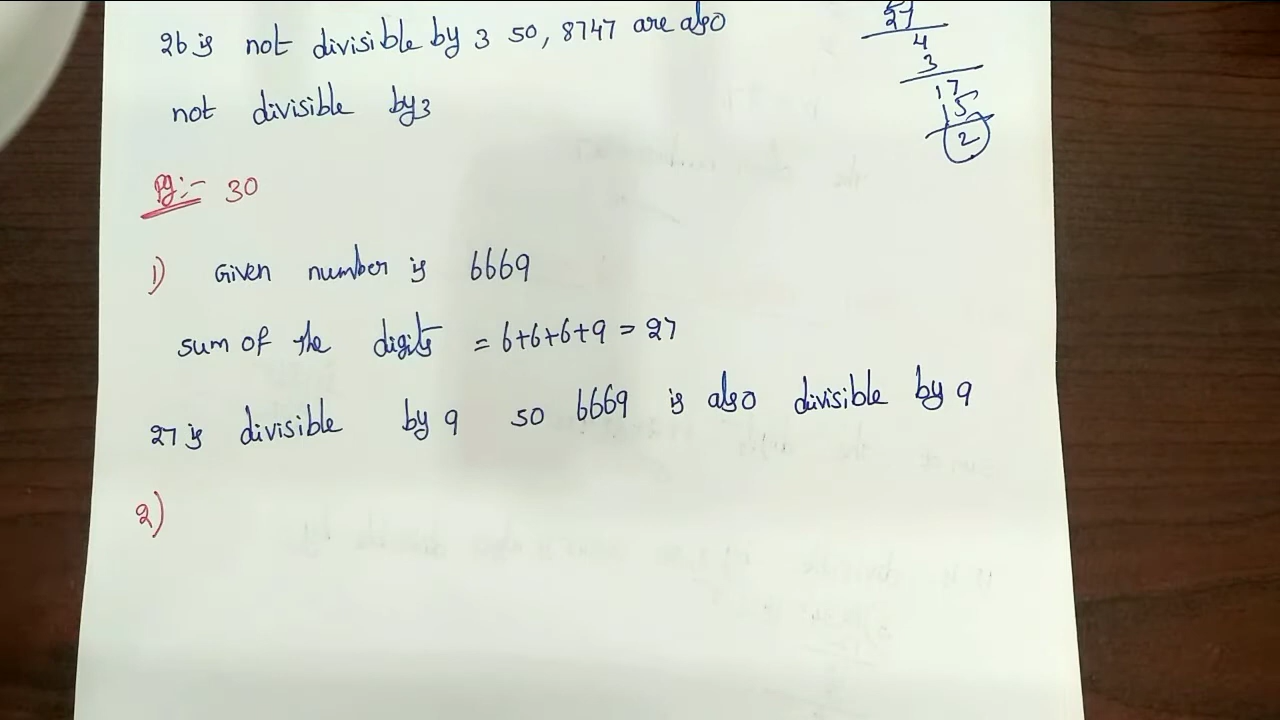 26 is not divisible by 3 so, 8747 are also
not divisible by 3
27
4
3
17
15
2
Pg:- 30
1) Given number is 6669
sum of the digits = 6+6+6+9 = 27
27 is divisible by 9 so 6669 is also divisible by 9
2)